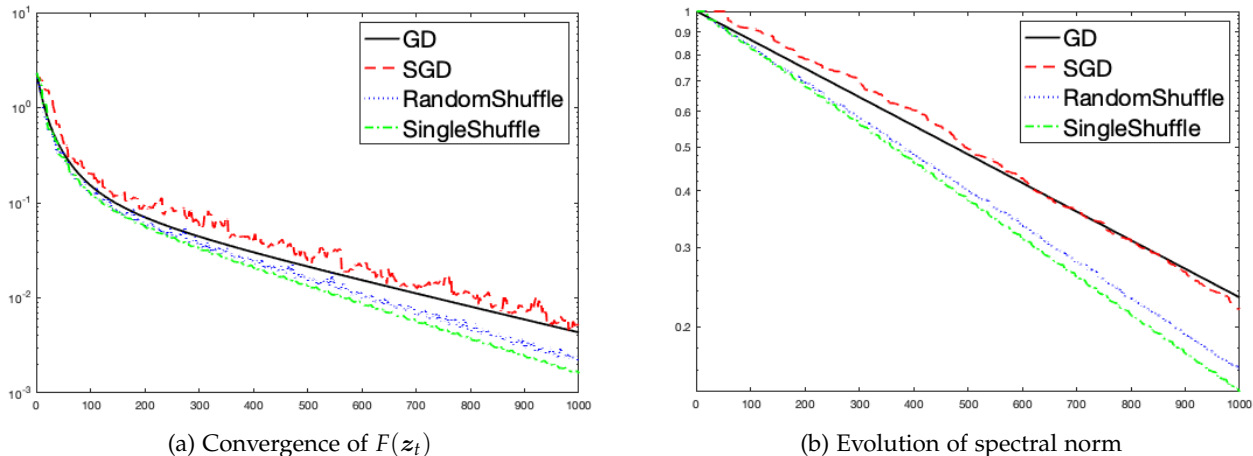 10^1
10^0
10^-1
10^-2
10^-3
0 100 200 300 400 500 600 700 800 900 1000
GD
SGD
RandomShuffle
SingleShuffle
(a) Convergence of F(z_t)
1
0.9
0.8
0.7
0.6
0.5
0.4
0.3
0.2
0 100 200 300 400 500 600 700 800 900 1000
GD
SGD
RandomShuffle
SingleShuffle
(b) Evolution of spectral norm